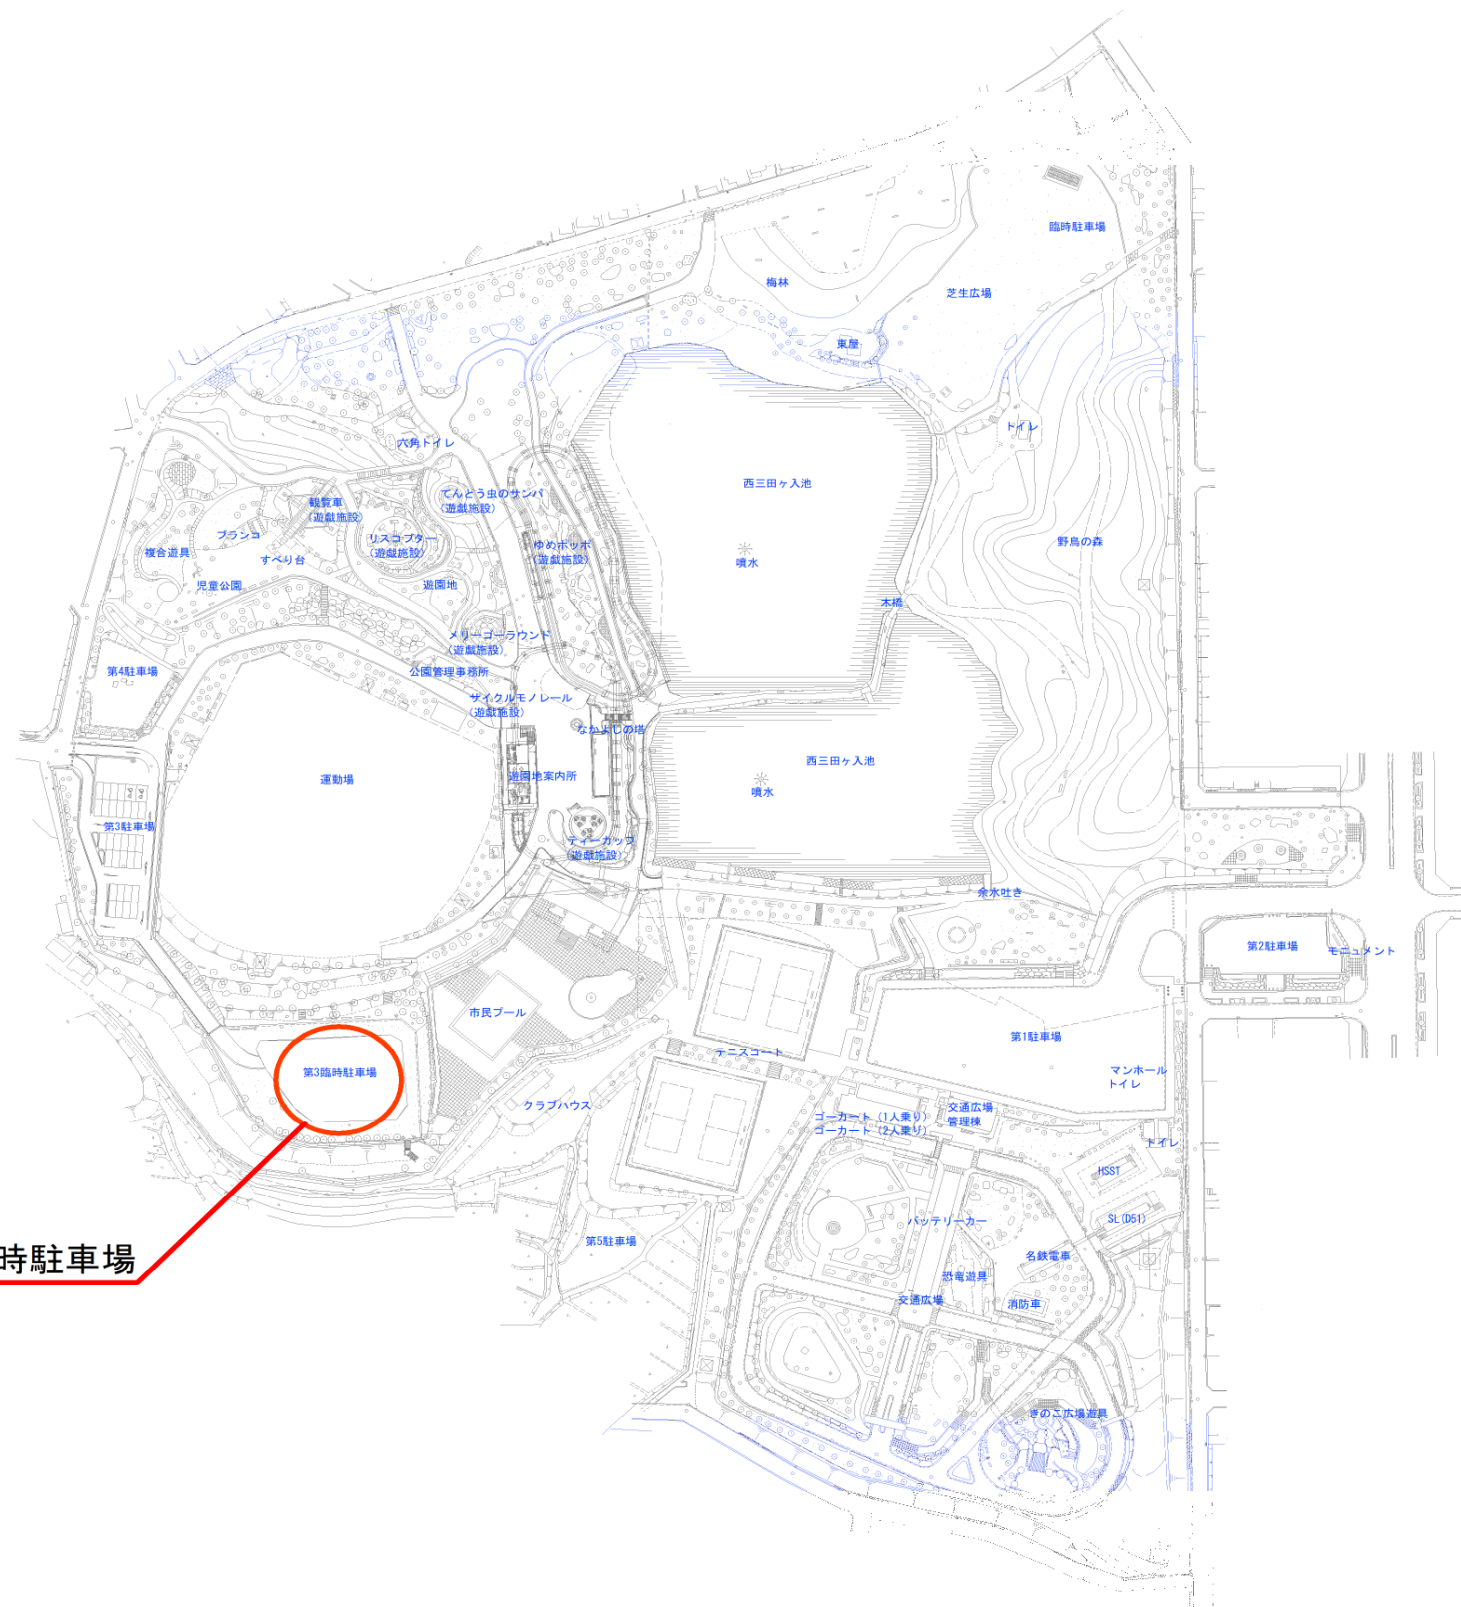 臨時駐車場
梅林
芝生広場
東屋
トイレ
六角トイレ
西三田ヶ入池
てんとう虫のサンバ
(遊戯施設)
観覧車
(遊戯施設)
リスコプター
(遊戯施設)
ブランコ
すべり台
複合遊具
児童公園
ゆめポッポ
(遊戯施設)
噴水
野鳥の森
遊園地
木橋
メリーゴーラウンド
(遊戯施設)
第4駐車場
公園管理事務所
サイクルモノレール
(遊戯施設)
なかよしの塔
運動場
遊園地案内所
西三田ヶ入池
噴水
第3駐車場
ティーカップ
(遊戯施設)
余水吐き
第2駐車場
モニュメント
市民プール
第1駐車場
テニスコート
第3臨時駐車場
マンホール
トイレ
クラブハウス
ゴーカート (1人乗り)
ゴーカート (2人乗り)
交通広場
管理棟
トイレ
HSST
SL(D51)
バッテリーカー
第5駐車場
名鉄電車
時駐車場
恐竜遊具
交通広場
消防車
きのこ広場遊具